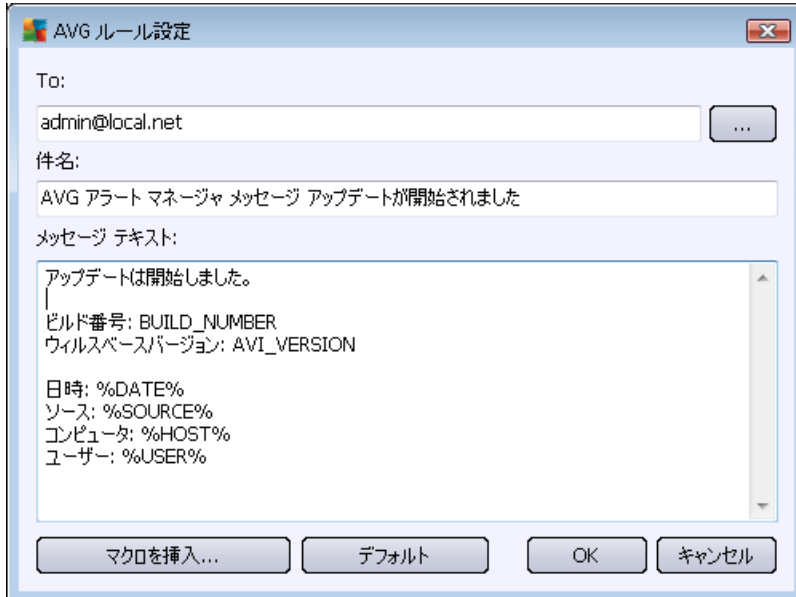 AVG ルール設定
To:
admin@local.net
...
件名:
AVG アラート マネージャ メッセージ アップデートが開始されました
メッセージ テキスト:
アップデートは開始しました。
ビルド番号: BUILD_NUMBER
ウィルスベースバージョン: AVI_VERSION
日時: %DATE%
ソース: %SOURCE%
コンピュータ: %HOST%
ユーザー: %USER%
マクロを挿入... デフォルト OK キャンセル